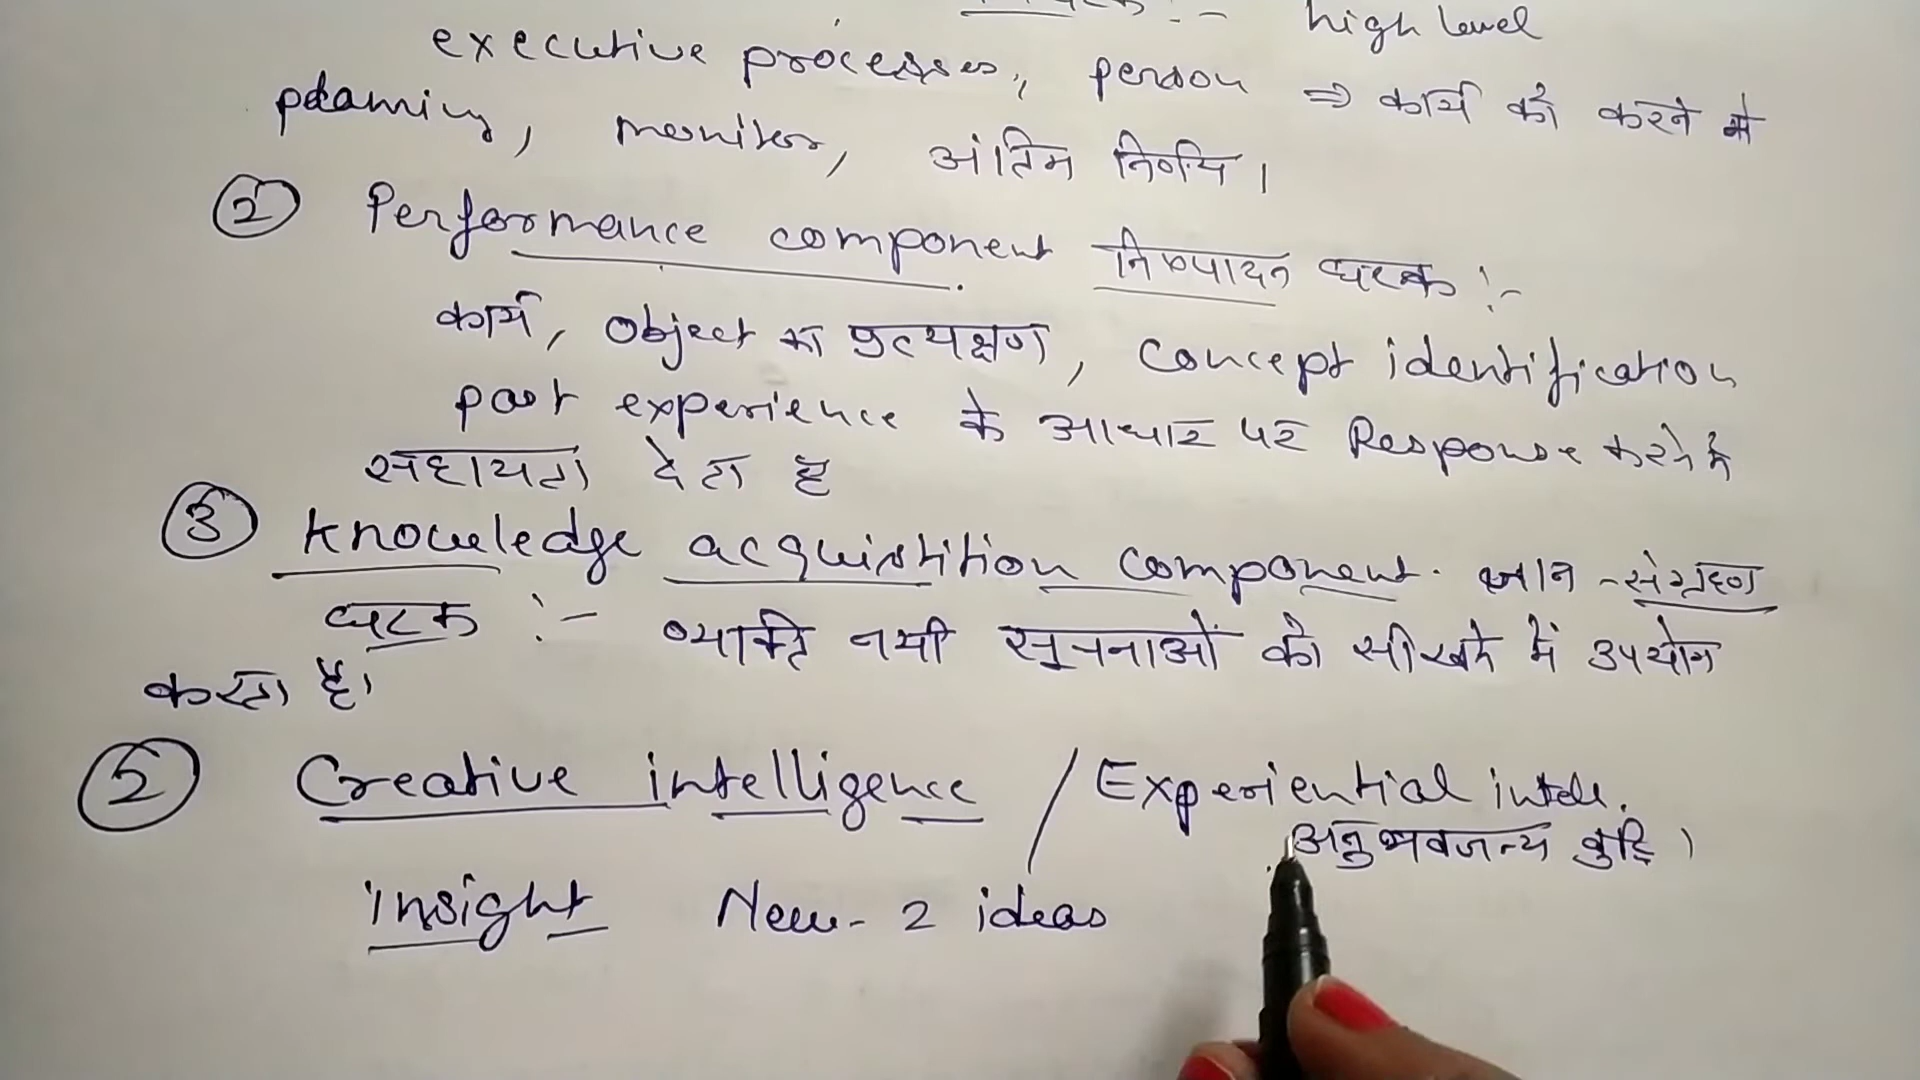 high level
executive processes, person ⇒ कार्य को करने मे
planning, monitor, अंतिम निर्णय।
② Performance component निष्पादन घटक :-
कार्य, object का प्रत्यक्षण, concept identification
past experience के आधार पर Response करने में
सहायता देता है
③ knowledge acquistition component. ज्ञान - संग्रहण
घटक :- व्यक्ति नयी सूचनाओं को सीखने में उपयोग
करता है।
⑤ Creative intelligence / Experiential intell.
अनुभवजन्य बुद्धि।
insight New - 2 ideas